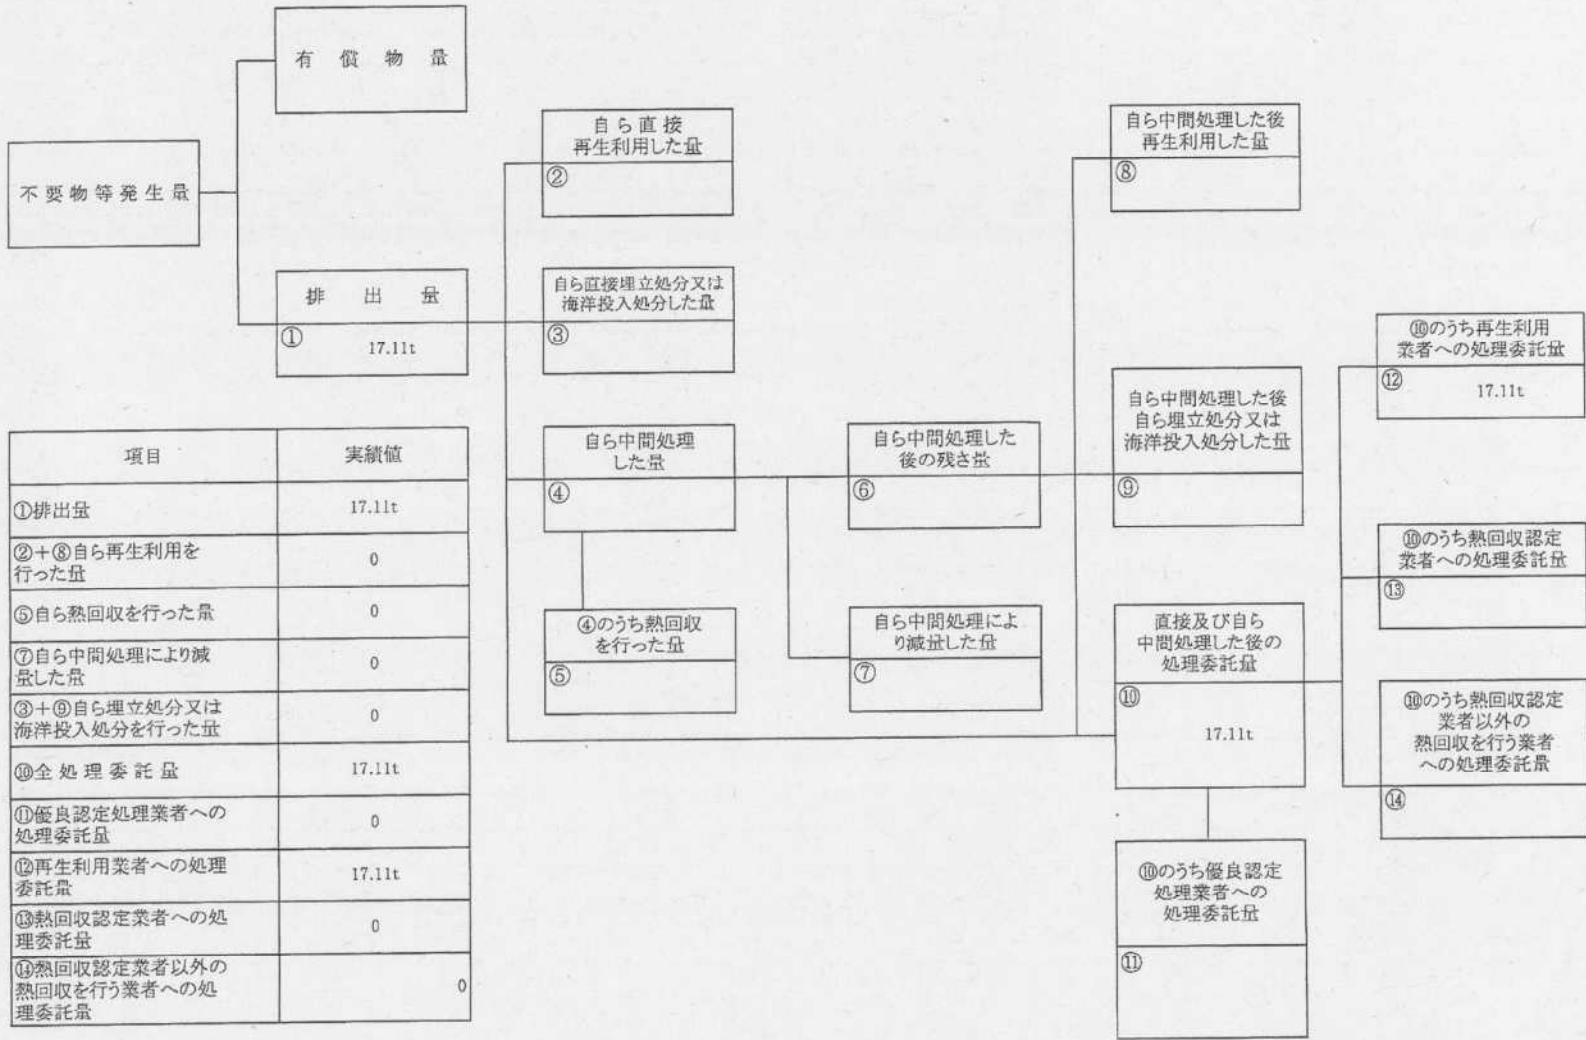 有償物量
不要物等発生量
排出量
①
17.11t
自ら直接
再生利用した量
②
自ら直接埋立処分又は
海洋投入処分した量
③
自ら中間処理
した量
④
④のうち熱回収
を行った量
⑤
自ら中間処理した
後の残さ量
⑥
自ら中間処理によ
り減量した量
⑦
自ら中間処理した後
再生利用した量
⑧
自ら中間処理した後
自ら埋立処分又は
海洋投入処分した量
⑨
直接及び自ら
中間処理した後の
処理委託量
⑩
17.11t
⑩のうち優良認定
処理業者への
処理委託量
⑪
⑩のうち再生利用
業者への処理委託量
⑫
17.11t
⑩のうち熱回収認定
業者への処理委託量
⑬
⑩のうち熱回収認定
業者以外の
熱回収を行う業者
への処理委託量
⑭
項目 実績値
①排出量 17.11t
②+⑧自ら再生利用を
行った量 0
⑤自ら熱回収を行った量 0
⑦自ら中間処理により減
量した量 0
③+⑨自ら埋立処分又は
海洋投入処分を行った量 0
⑩全処理委託量 17.11t
⑪優良認定処理業者への
処理委託量 0
⑫再生利用業者への処理
委託量 17.11t
⑬熱回収認定業者への処
理委託量 0
⑭熱回収認定業者以外の
熱回収を行う業者への処
理委託量 0